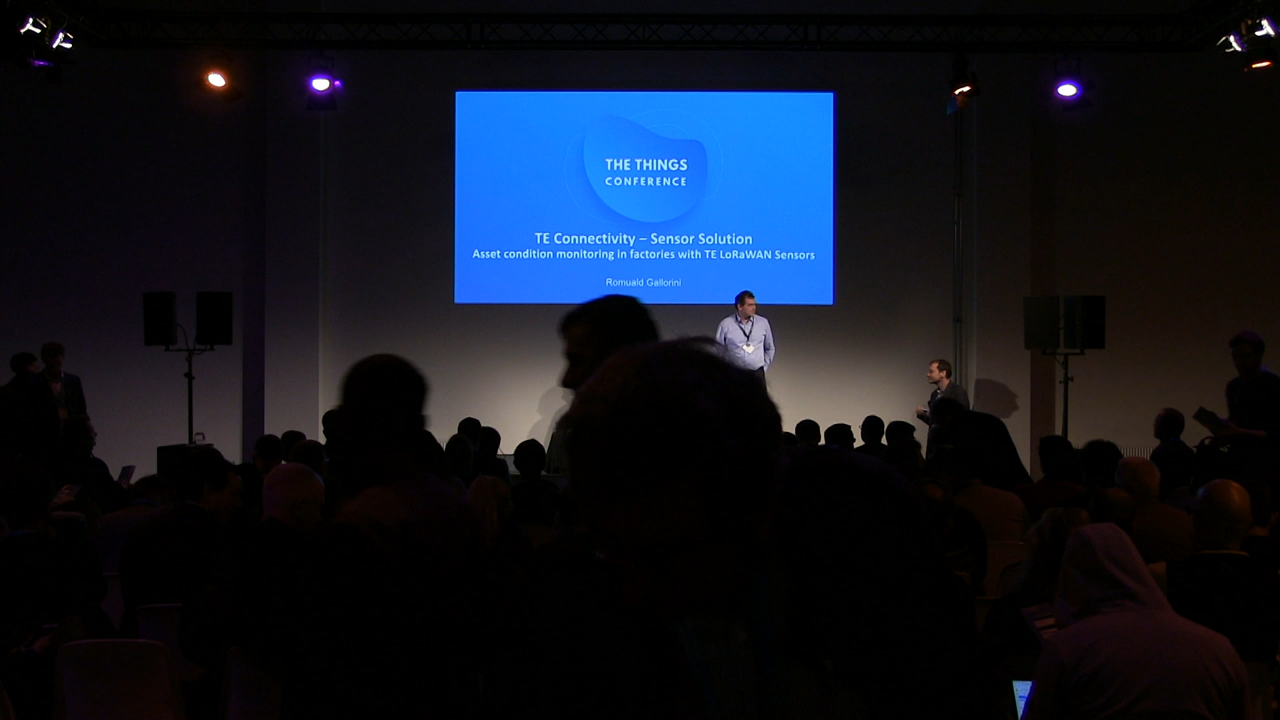 THE THINGS
CONFERENCE
TE Connectivity – Sensor Solution
Asset condition monitoring in factories with TE LoRaWAN Sensors
Romuald Gallorini